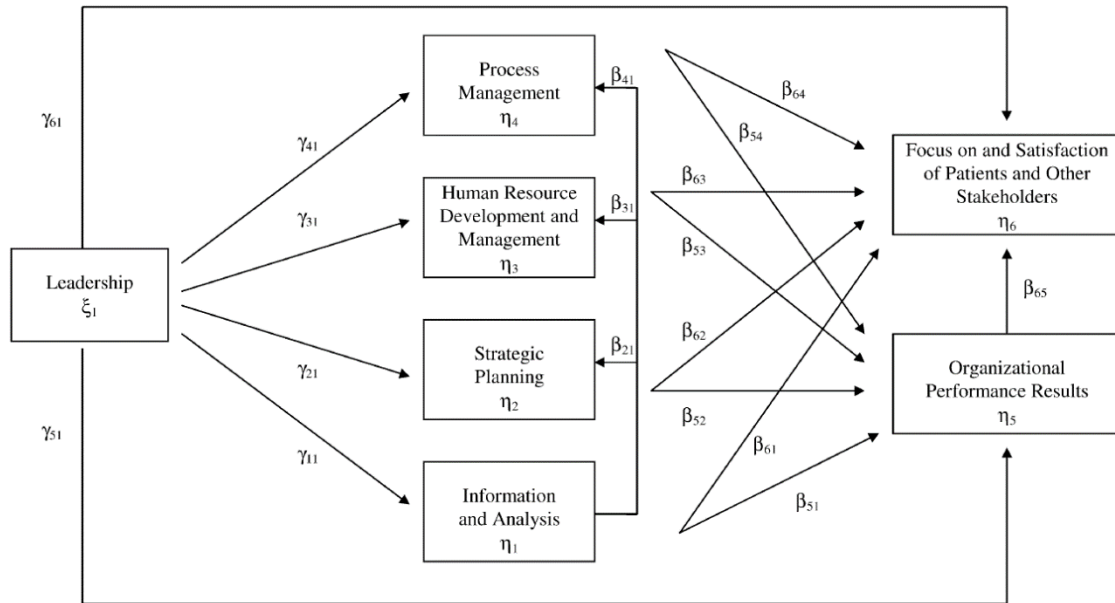 γ61
γ41
γ31
γ21
γ11
γ51
Leadership
ξ1
Process
Management
η4
Human Resource
Development and
Management
η3
Strategic
Planning
η2
Information
and Analysis
η1
β41
β31
β21
β64
β54
β63
β53
β62
β52
β61
β51
Focus on and Satisfaction
of Patients and Other
Stakeholders
η6
β65
Organizational
Performance Results
η5